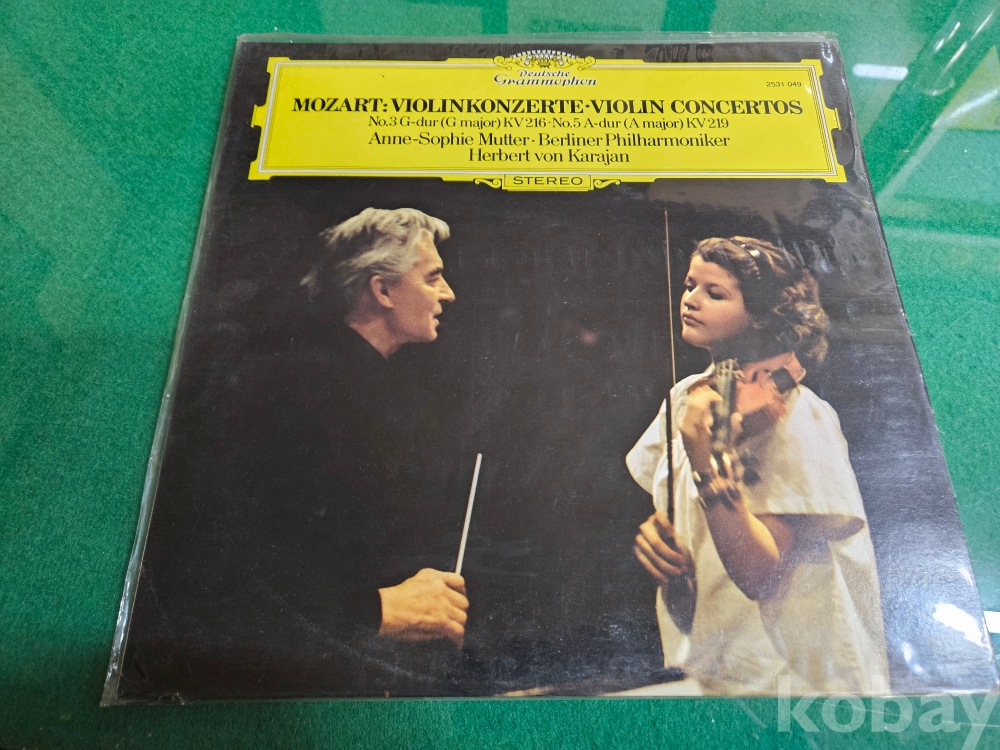 Deutsche
Grammophon
2531 049
MOZART: VIOLINKONZERTE · VIOLIN CONCERTOS
No.3 G-dur (G major) KV 216 · No.5 A-dur (A major) KV 219
Anne-Sophie Mutter · Berliner Philharmoniker
Herbert von Karajan
STEREO
kobay